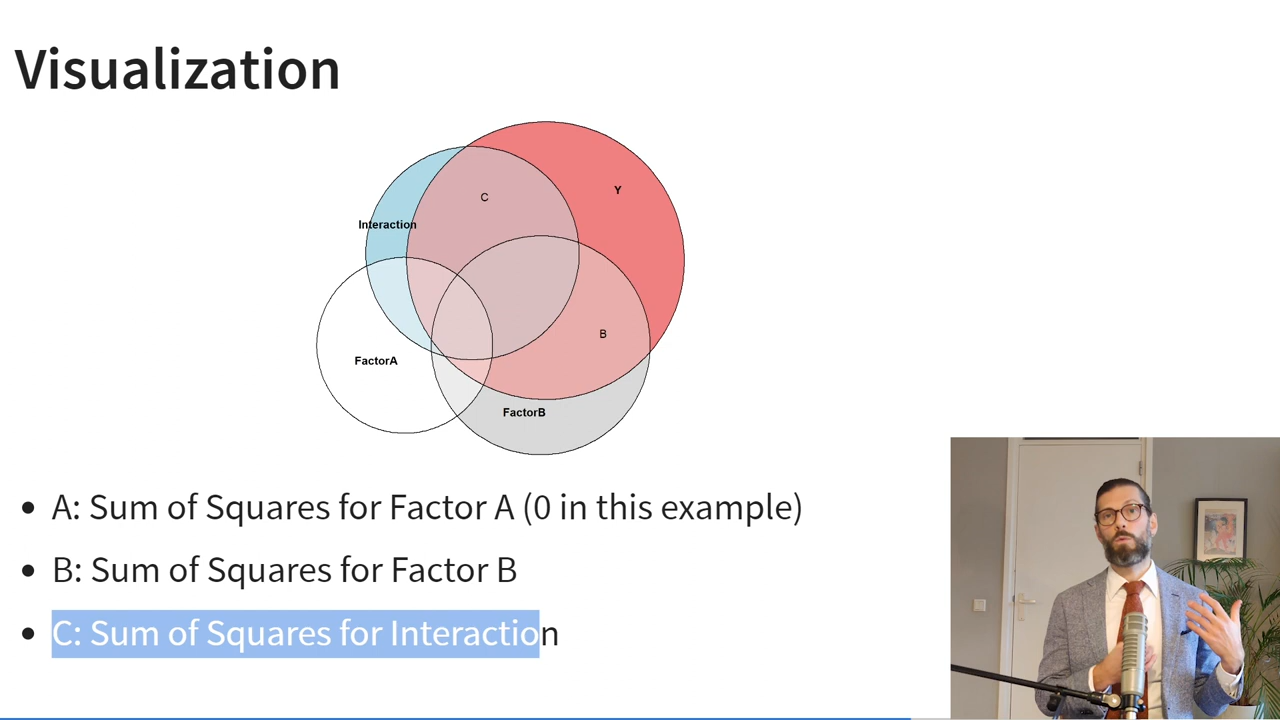 Visualization
Y
C
Interaction
B
FactorA
FactorB
• A: Sum of Squares for Factor A (0 in this example)
• B: Sum of Squares for Factor B
• C: Sum of Squares for Interaction